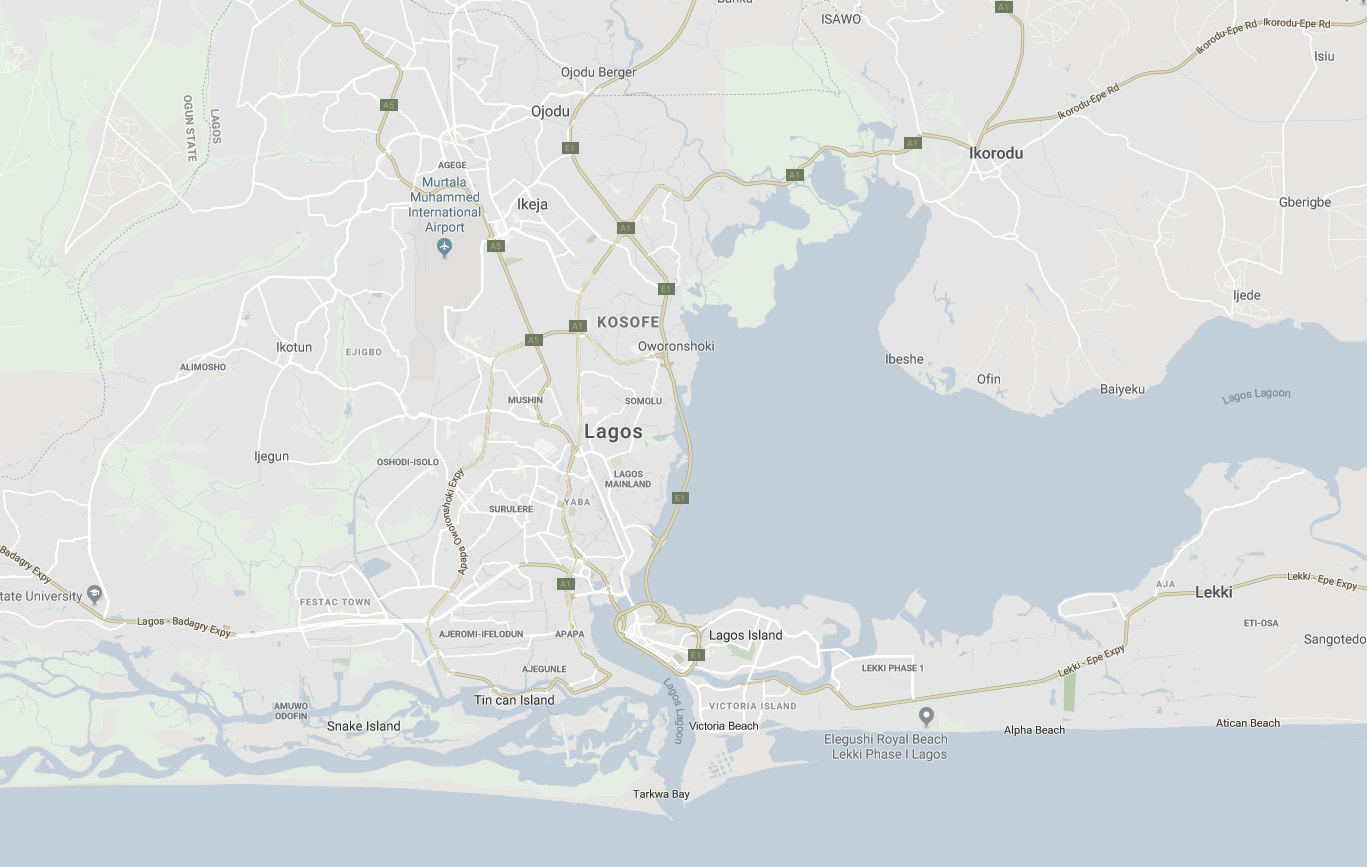 ISAWO
A1
Ikorodu-Epe Rd
Ikorodu-Epe Rd
Isiu
Ojodu Berger
Ikorodu-Epe Rd
OGUN STATE
LAGOS
A5
Ojodu
E1
A1
Ikorodu
AGEGE
A1
Murtala
Muhammed
International
Airport
Ikeja
Gberigbe
A1
A5
E1
Ijede
KOSOFE
A1
A5
Oworonshoki
Ikotun
EJIGBO
Ibeshe
ALIMOSHO
Ofin
Baiyeku
Lagos Lagoon
MUSHIN
SOMOLU
Lagos
Ijegun
OSHODI-ISOLO
LAGOS
MAINLAND
Apapa Oworonshoki Expy
E1
YABA
SURULERE
Badagry Expy
tate University
A1
FESTAC TOWN
AJA
Lekki
Lekki - Epe Expy
Lagos - Badagry Expy
AJEROMI-IFELODUN
APAPA
Lagos Island
ETI-OSA
Sangotedo
E1
AJEGUNLE
LEKKI PHASE 1
Lekki - Epe Expy
Tin can Island
AMUWO
ODOFIN
Snake Island
Lagos Lagoon
VICTORIA ISLAND
Victoria Beach
Elegushi Royal Beach
Lekki Phase I Lagos
Alpha Beach
Atican Beach
Tarkwa Bay